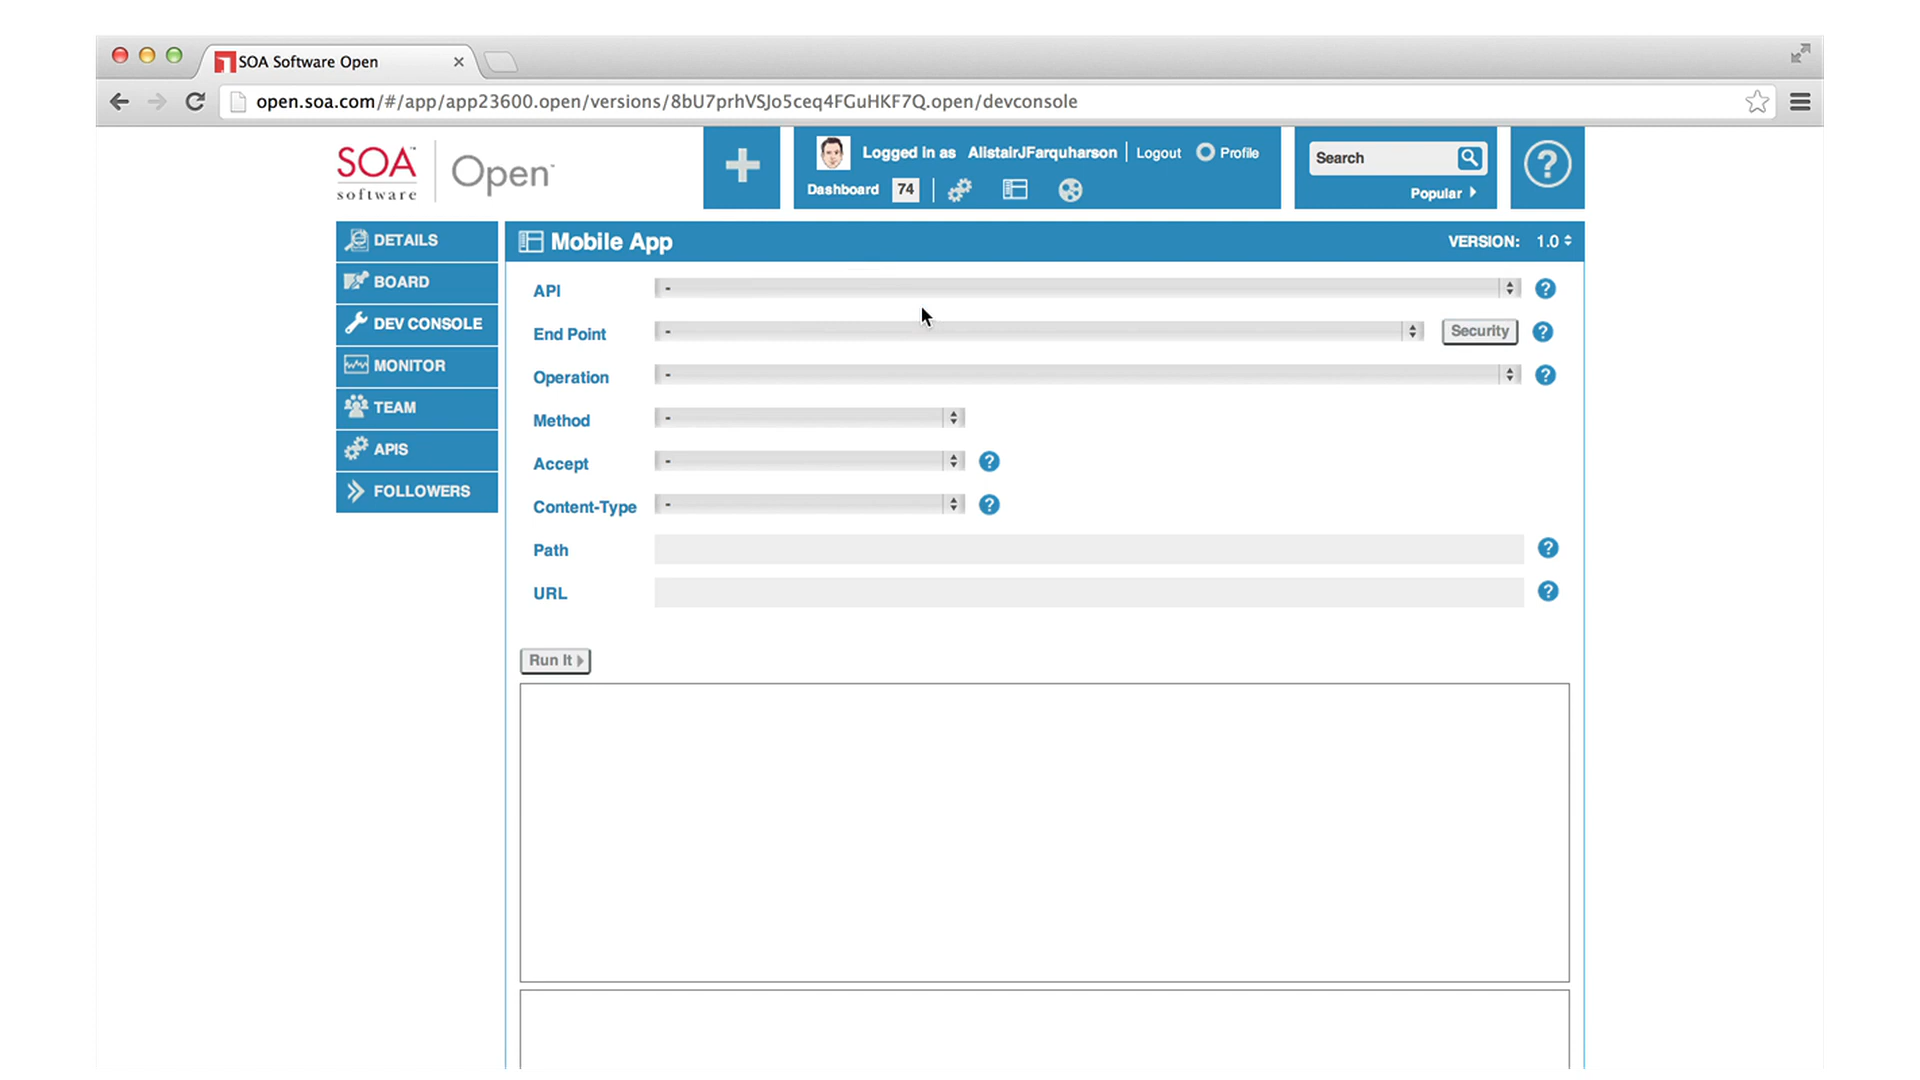 SOA Software Open
open.soa.com/#/app/app23600.open/versions/8bU7prhVSJo5ceq4FGuHKF7Q.open/devconsole
SOA™ software Open™
Logged In as AlistairJFarquharson Logout Profile
Dashboard 74
Search
Popular
?
DETAILS
BOARD
DEV CONSOLE
MONITOR
TEAM
APIS
FOLLOWERS
Mobile App VERSION: 1.0
API - ?
End Point - Security ?
Operation - ?
Method -
Accept - ?
Content-Type - ?
Path ?
URL ?
Run It